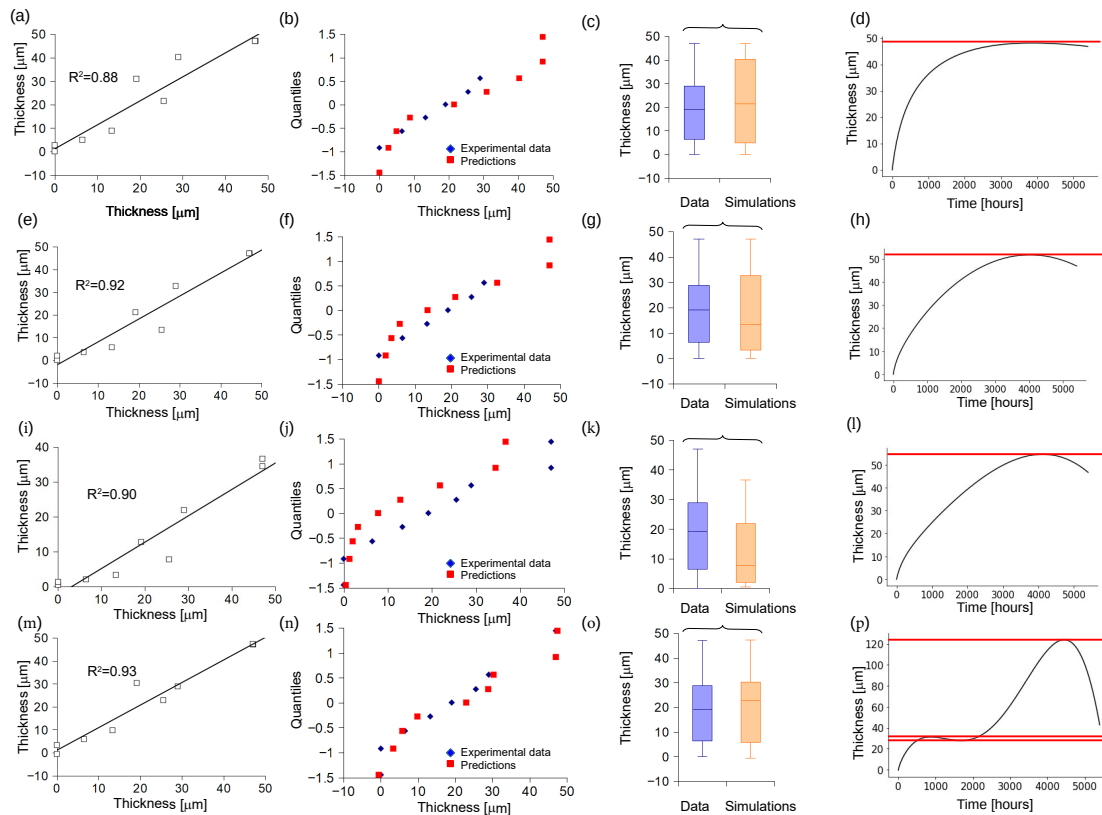 (a)
Thickness [μm]
50
40
30
20
10
0
−10
R²=0.88
0 10 20 30 40 50
Thickness [μm]
(b)
Quantiles
1.5
1
0.5
0
−0.5
−1
−1.5
Experimental data
Predictions
−10 0 10 20 30 40 50
Thickness [μm]
(c)
Thickness [μm]
50
40
30
20
10
0
−10
Data Simulations
(d)
Thickness [μm]
50
40
30
20
10
0
0 1000 2000 3000 4000 5000
Time [hours]
(e)
Thickness [μm]
50
40
30
20
10
0
−10
R²=0.92
0 10 20 30 40 50
Thickness [μm]
(f)
Quantiles
1.5
1
0.5
0
−0.5
−1
−1.5
Experimental data
Predictions
−10 0 10 20 30 40 50
Thickness [μm]
(g)
Thickness [μm]
50
40
30
20
10
0
−10
Data Simulations
(h)
Thickness [μm]
50
40
30
20
10
0
0 1000 2000 3000 4000 5000
Time [hours]
(i)
Thickness [μm]
40
30
20
10
0
R²=0.90
0 10 20 30 40 50
Thickness [μm]
(j)
Quantiles
1.5
1
0.5
0
−0.5
−1
−1.5
Experimental data
Predictions
0 10 20 30 40 50
Thickness [μm]
(k)
Thickness [μm]
50
40
30
20
10
0
Data Simulations
(l)
Thickness [μm]
50
40
30
20
10
0
0 1000 2000 3000 4000 5000
Time [hours]
(m)
Thickness [μm]
50
40
30
20
10
0
−10
R²=0.93
0 10 20 30 40 50
Thickness [μm]
(n)
Quantiles
1.5
1
0.5
0
−0.5
−1
−1.5
Experimental data
Predictions
−10 0 10 20 30 40 50
Thickness [μm]
(o)
Thickness [μm]
50
40
30
20
10
0
−10
Data Simulations
(p)
Thickness [μm]
120
100
80
60
40
20
0
0 1000 2000 3000 4000 5000
Time [hours]